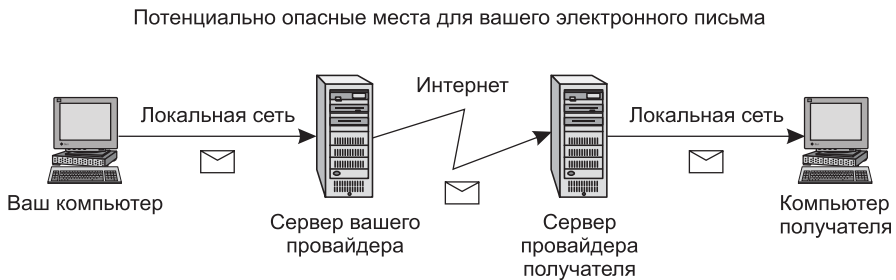 Потенциально опасные места для вашего электронного письма
Интернет
Локальная сеть
Локальная сеть
Ваш компьютер
Сервер вашего
провайдера
Сервер
провайдера
получателя
Компьютер
получателя